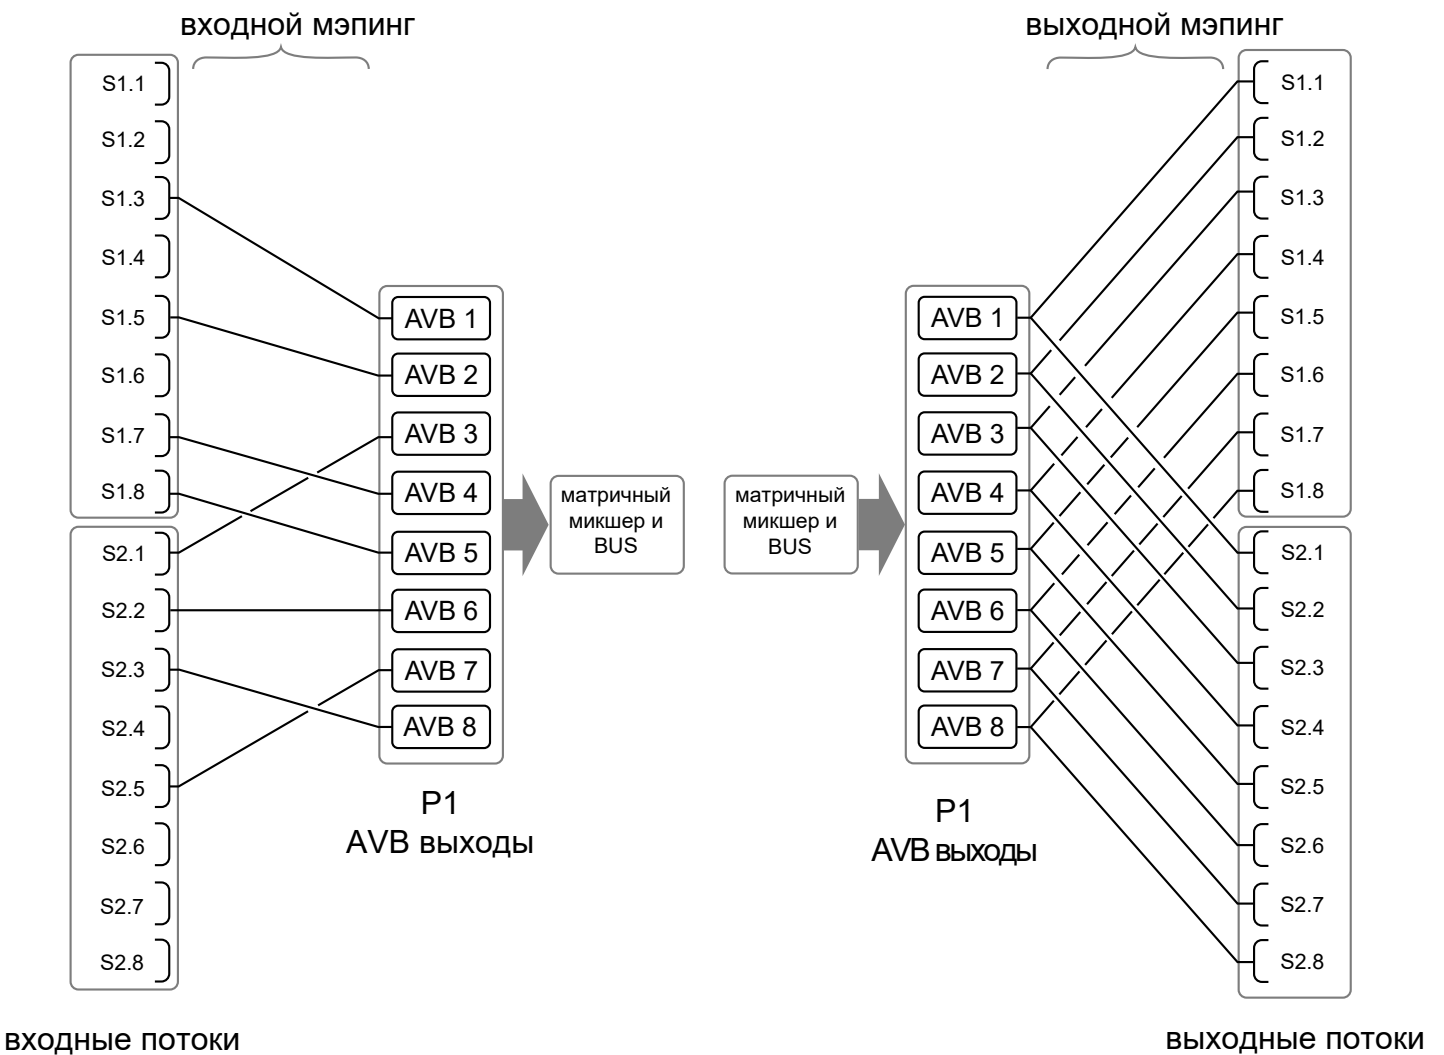 входной мэпинг
S1.1
S1.2
S1.3
S1.4
S1.5
S1.6
S1.7
S1.8
S2.1
S2.2
S2.3
S2.4
S2.5
S2.6
S2.7
S2.8
входные потоки
AVB 1
AVB 2
AVB 3
AVB 4
AVB 5
AVB 6
AVB 7
AVB 8
P1
AVB выходы
матричный
микшер и
BUS
выходной мэпинг
матричный
микшер и
BUS
AVB 1
AVB 2
AVB 3
AVB 4
AVB 5
AVB 6
AVB 7
AVB 8
P1
AVB выходы
S1.1
S1.2
S1.3
S1.4
S1.5
S1.6
S1.7
S1.8
S2.1
S2.2
S2.3
S2.4
S2.5
S2.6
S2.7
S2.8
выходные потоки